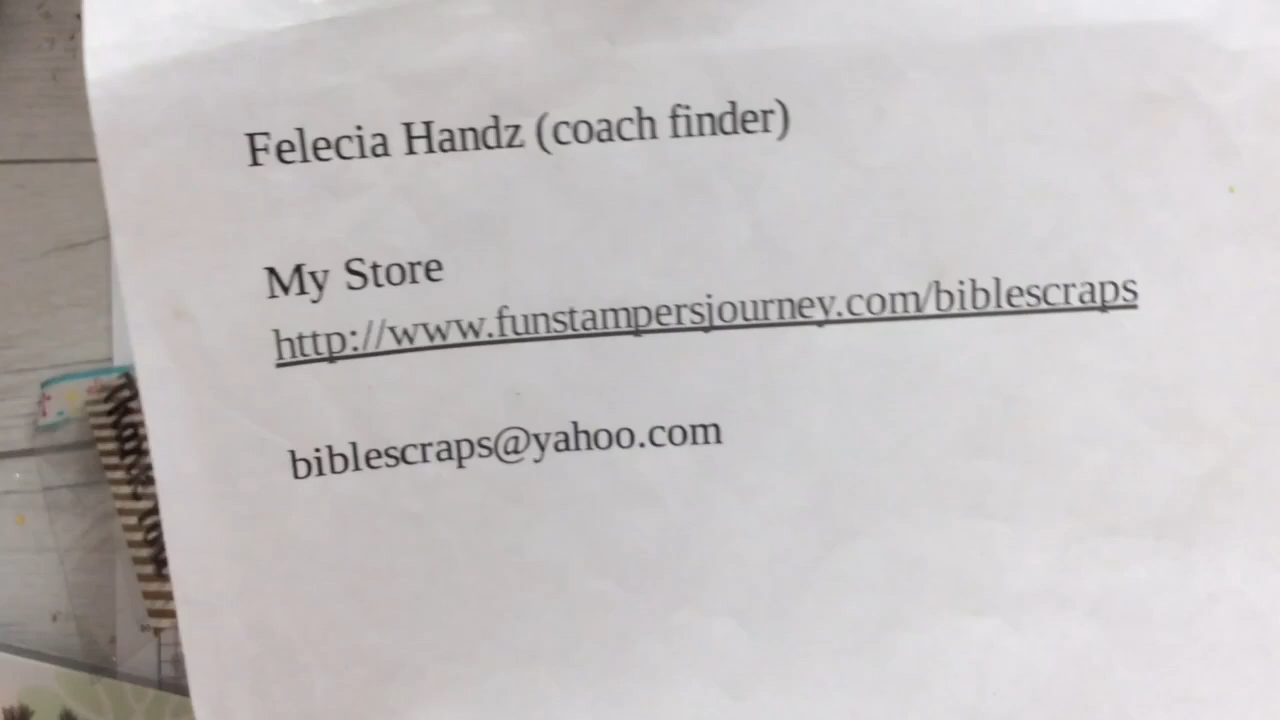 Felecia Handz (coach finder)
My Store
http://www.funstampersjourney.com/biblescraps
biblescraps@yahoo.com